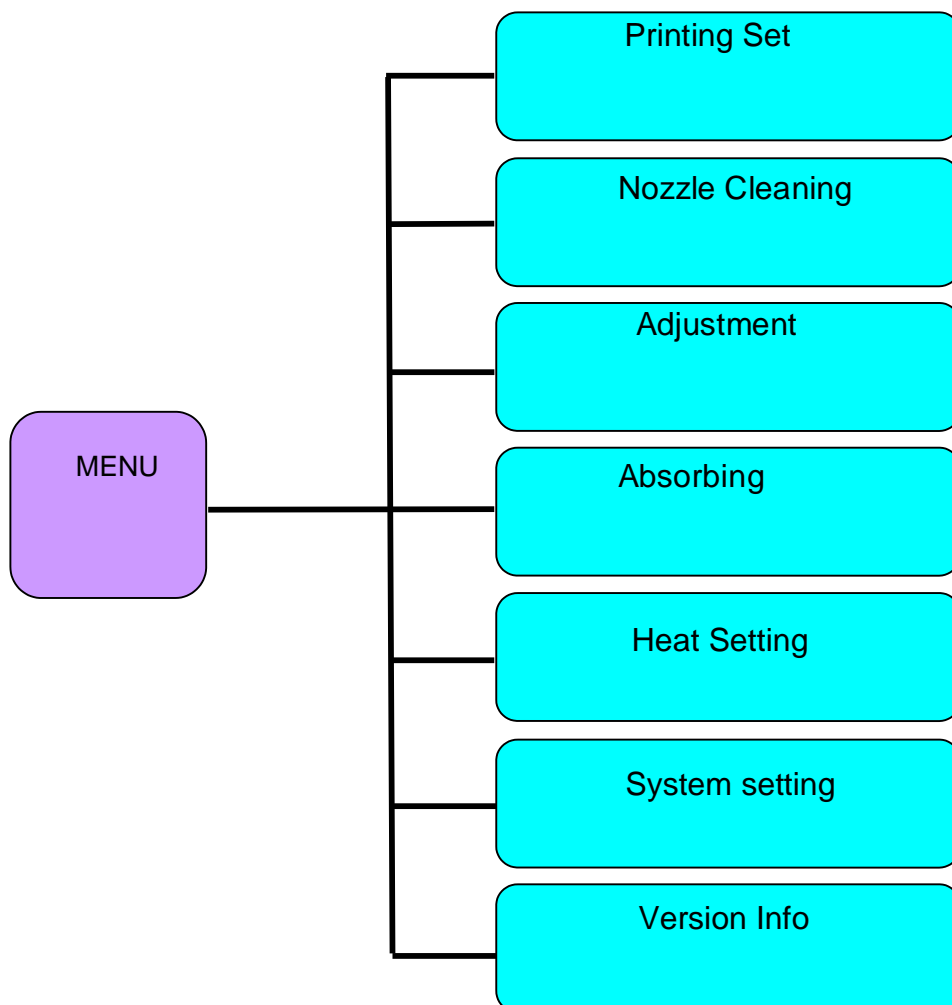 Printing Set
Nozzle Cleaning
Adjustment
MENU
Absorbing
Heat Setting
System setting
Version Info